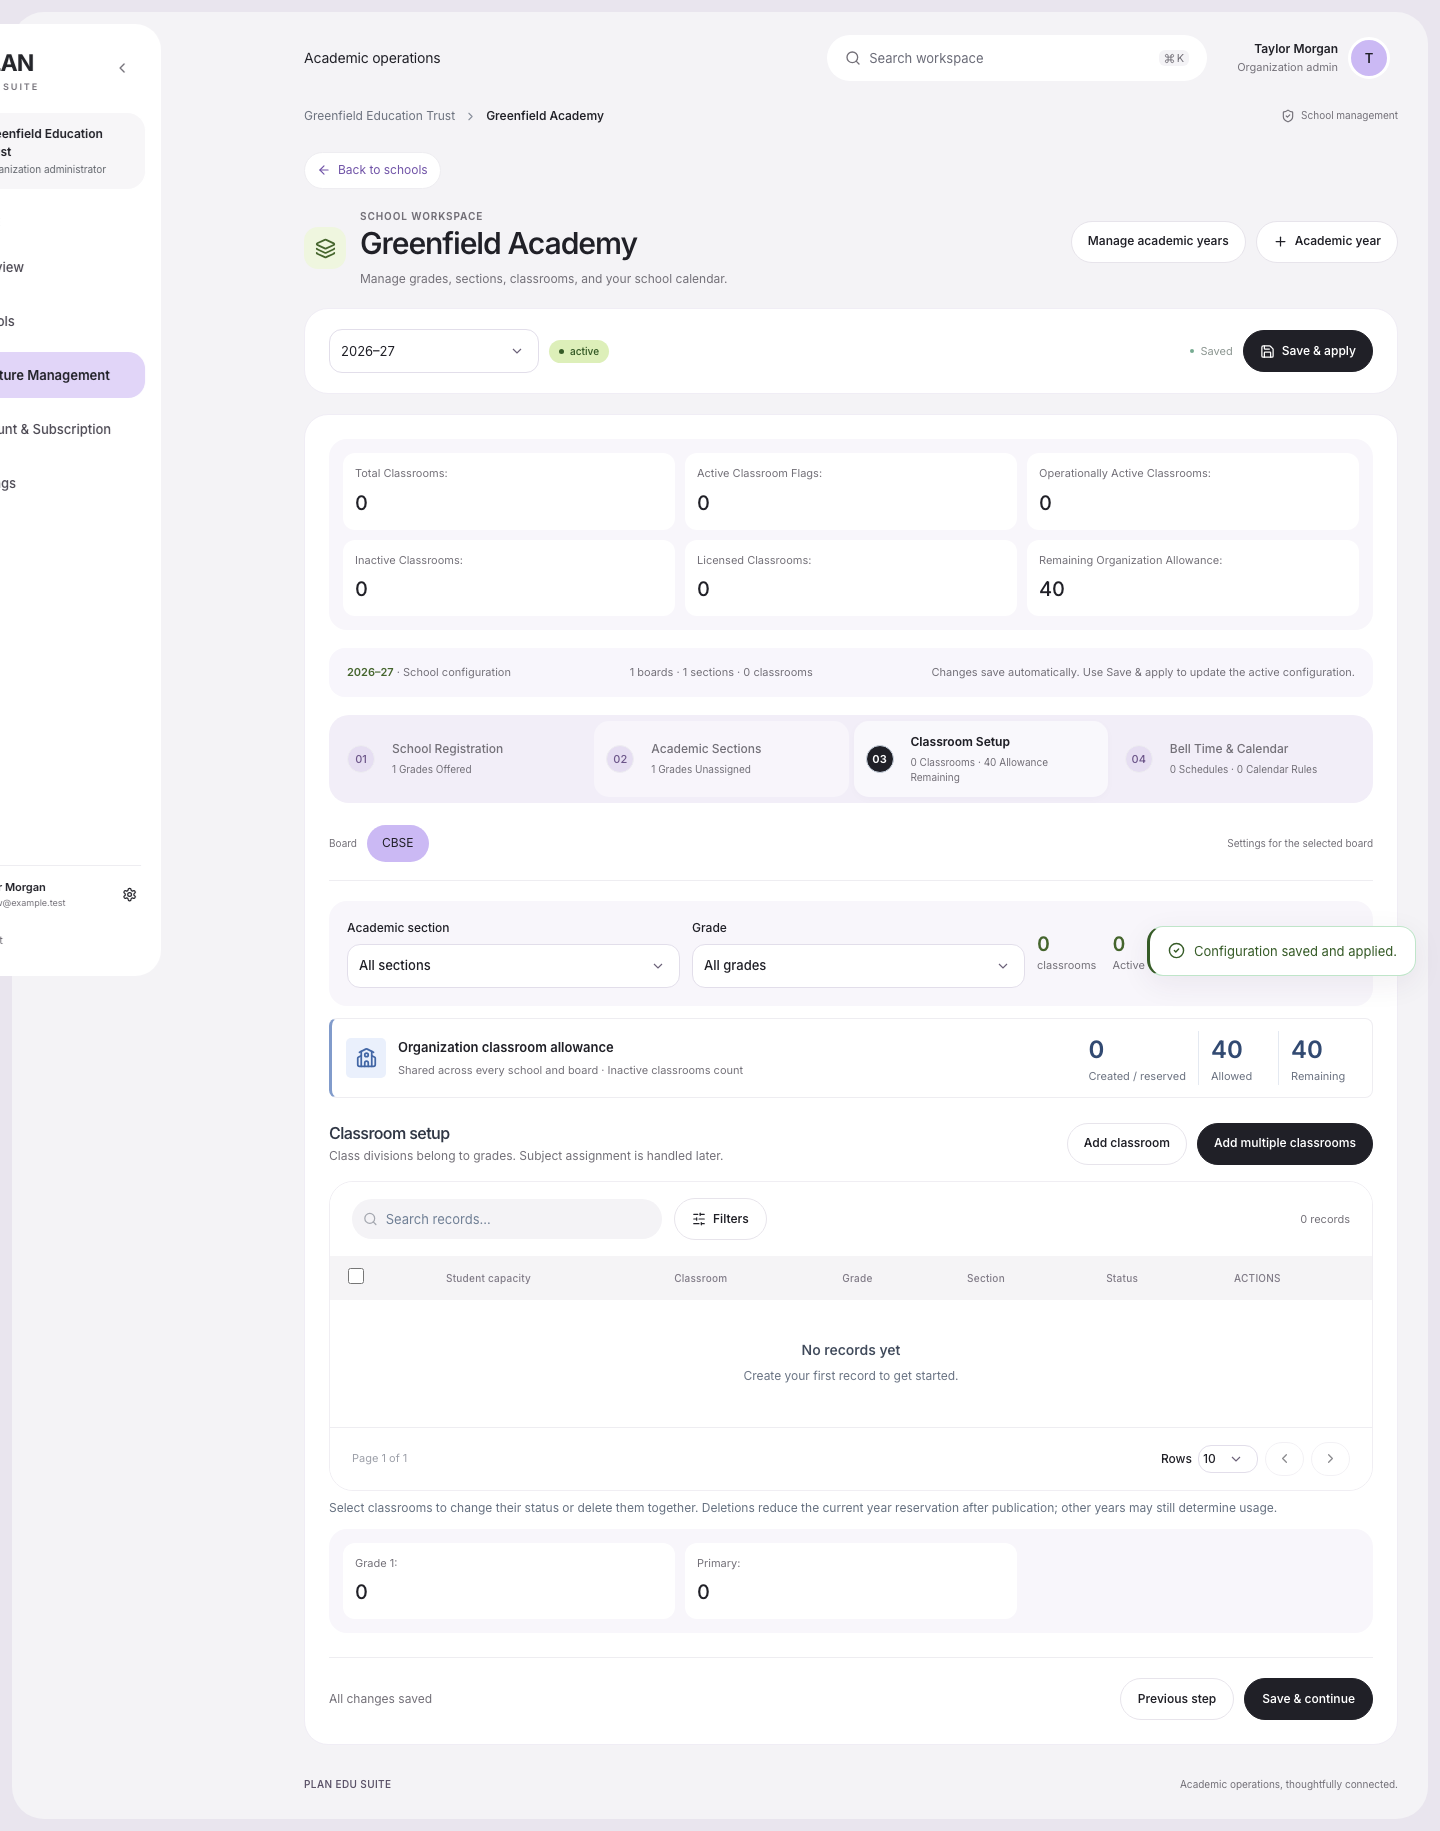 AN
SUITE
eenfield Education
st
anization administrator
view
ols
ture Management
unt & Subscription
gs
r Morgan
w@example.test
t
Academic operations
Search workspace
⌘K
Taylor Morgan
Organization admin
T
Greenfield Education Trust > Greenfield Academy
School management
Back to schools
SCHOOL WORKSPACE
Greenfield Academy
Manage grades, sections, classrooms, and your school calendar.
Manage academic years
+ Academic year
2026–27
active
Saved
Save & apply
Total Classrooms:
0
Active Classroom Flags:
0
Operationally Active Classrooms:
0
Inactive Classrooms:
0
Licensed Classrooms:
0
Remaining Organization Allowance:
40
2026–27 · School configuration
1 boards · 1 sections · 0 classrooms
Changes save automatically. Use Save & apply to update the active configuration.
01
School Registration
1 Grades Offered
02
Academic Sections
1 Grades Unassigned
03
Classroom Setup
0 Classrooms · 40 Allowance
Remaining
04
Bell Time & Calendar
0 Schedules · 0 Calendar Rules
Board
CBSE
Settings for the selected board
Academic section
All sections
Grade
All grades
0
classrooms
0
Active
Configuration saved and applied.
Organization classroom allowance
Shared across every school and board · Inactive classrooms count
0
Created / reserved
40
Allowed
40
Remaining
Classroom setup
Class divisions belong to grades. Subject assignment is handled later.
Add classroom
Add multiple classrooms
Search records...
Filters
0 records
Student capacity
Classroom
Grade
Section
Status
ACTIONS
No records yet
Create your first record to get started.
Page 1 of 1
Rows
10
Select classrooms to change their status or delete them together. Deletions reduce the current year reservation after publication; other years may still determine usage.
Grade 1:
0
Primary:
0
All changes saved
Previous step
Save & continue
PLAN EDU SUITE
Academic operations, thoughtfully connected.